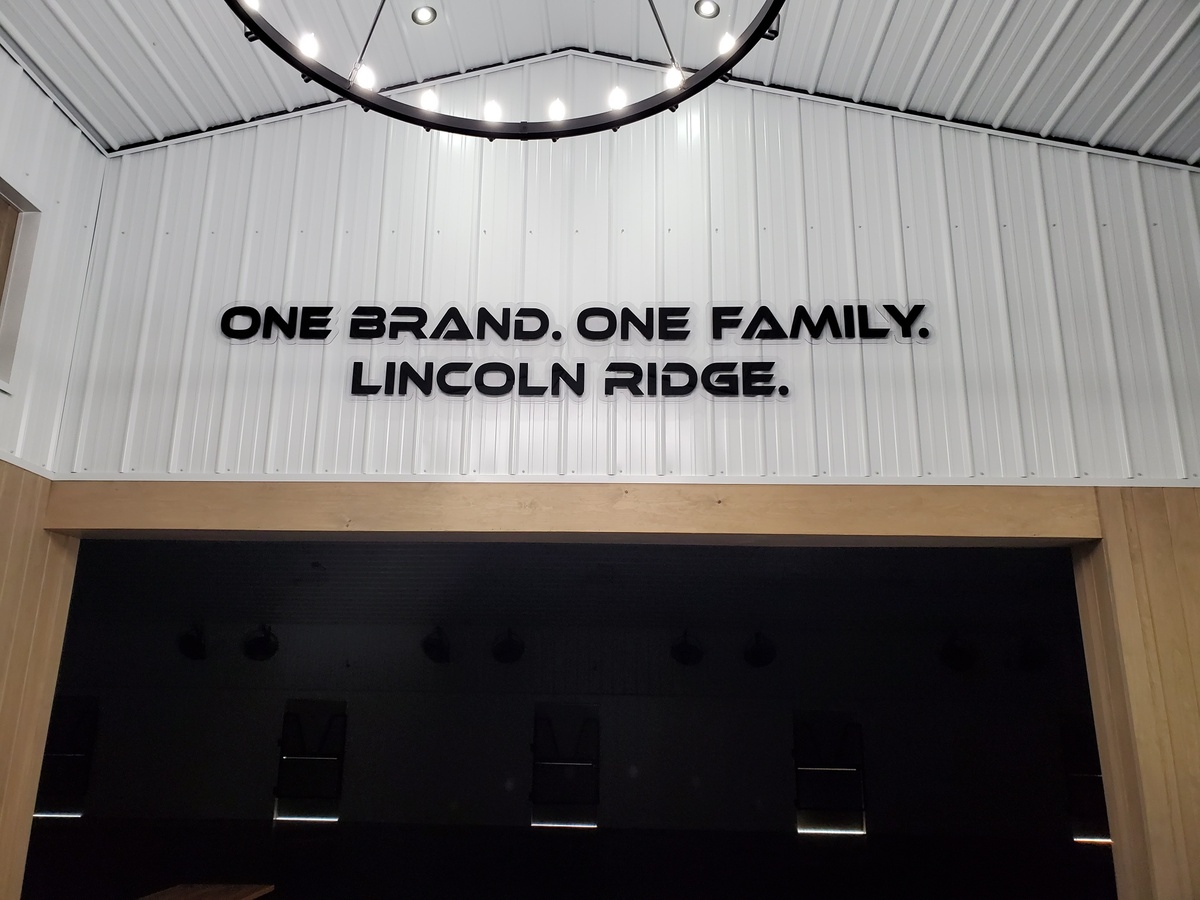 ONE BRAND. ONE FAMILY.
LINCOLN RIDGE.